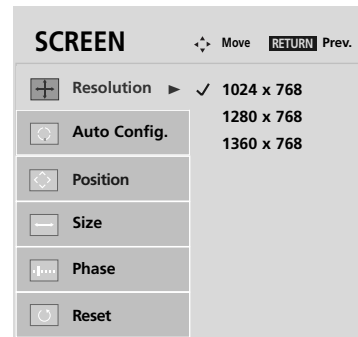 SCREEN
Move RETURN Prev.
Resolution ► ✓ 1024 x 768
1280 x 768
1360 x 768
Auto Config.
Position
Size
Phase
Reset